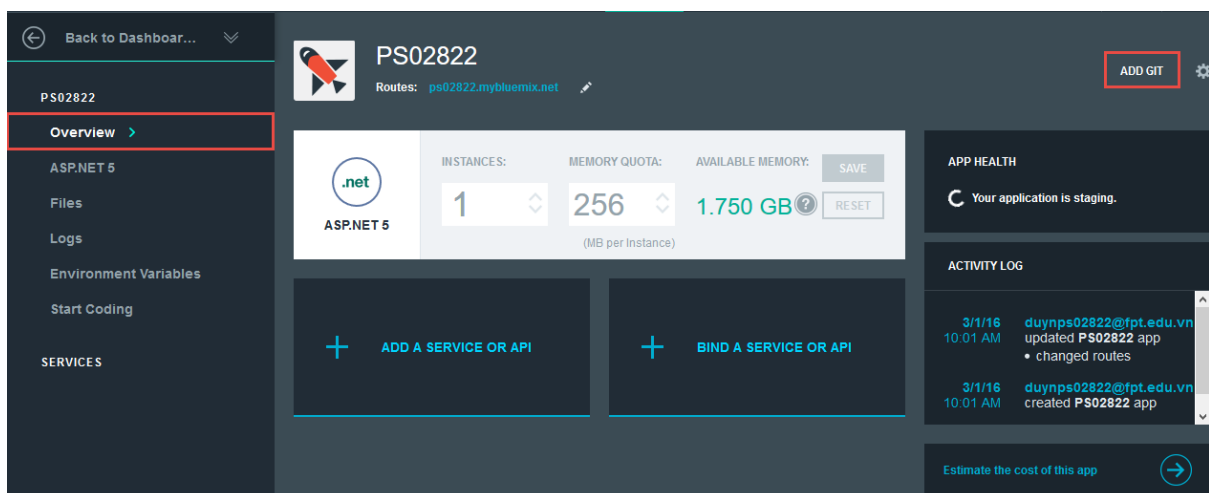 Back to Dashboar...
PS02822
Overview >
ASP.NET 5
Files
Logs
Environment Variables
Start Coding
SERVICES
PS02822
Routes: ps02822.mybluemix.net
ADD GIT
.net
ASP.NET 5
INSTANCES:
1
MEMORY QUOTA:
256
(MB per Instance)
AVAILABLE MEMORY:
1.750 GB ?
SAVE
RESET
+ ADD A SERVICE OR API
+ BIND A SERVICE OR API
APP HEALTH
Your application is staging.
ACTIVITY LOG
3/1/16 duynps02822@fpt.edu.vn
10:01 AM updated PS02822 app
• changed routes
3/1/16 duynps02822@fpt.edu.vn
10:01 AM created PS02822 app
Estimate the cost of this app